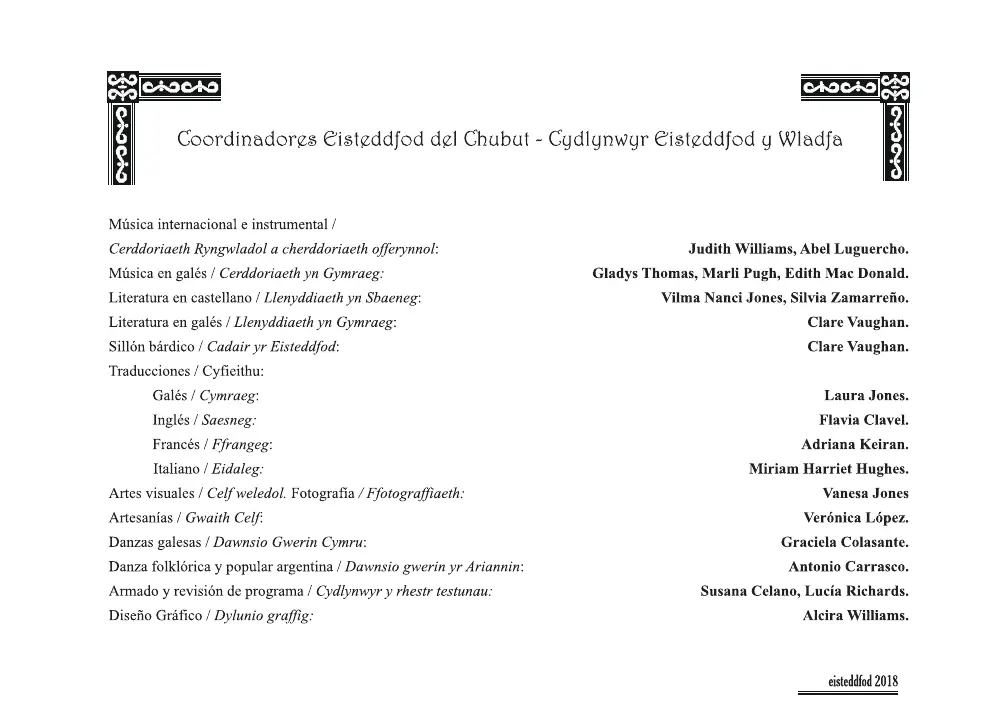 Coordinadores Eisteddfod del Chubut - Cydlynwyr Eisteddfod y Wladfa
Música internacional e instrumental /
Cerddoriaeth Ryngwladol a cherddoriaeth offerynnol: Judith Williams, Abel Luguercho.
Música en galés / Cerddoriaeth yn Gymraeg: Gladys Thomas, Marli Pugh, Edith Mac Donald.
Literatura en castellano / Llenyddiaeth yn Sbaeneg: Vilma Nanci Jones, Silvia Zamarreño.
Literatura en galés / Llenyddiaeth yn Gymraeg: Clare Vaughan.
Sillón bárdico / Cadair yr Eisteddfod: Clare Vaughan.
Traducciones / Cyfieithu:
Galés / Cymraeg: Laura Jones.
Inglés / Saesneg: Flavia Clavel.
Francés / Ffrangeg: Adriana Keiran.
Italiano / Eidaleg: Miriam Harriet Hughes.
Artes visuales / Celf weledol. Fotografía / Ffotograffiaeth: Vanesa Jones
Artesanías / Gwaith Celf: Verónica López.
Danzas galesas / Dawnsio Gwerin Cymru: Graciela Colasante.
Danza folklórica y popular argentina / Dawnsio gwerin yr Ariannin: Antonio Carrasco.
Armado y revisión de programa / Cydlynwyr y rhestr testunau: Susana Celano, Lucía Richards.
Diseño Gráfico / Dylunio graffig: Alcira Williams.
eisteddfod 2018